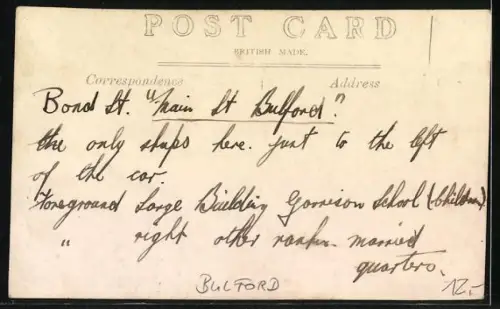 POST CARD
BRITISH MADE.
Correspondence Address
Bond St. "Main St Bulford."
the only shops here. just to the left
of the car.
Foreground Large Building Garrison School (Children)
" right other ranks married
quarters.
BULFORD 12,-